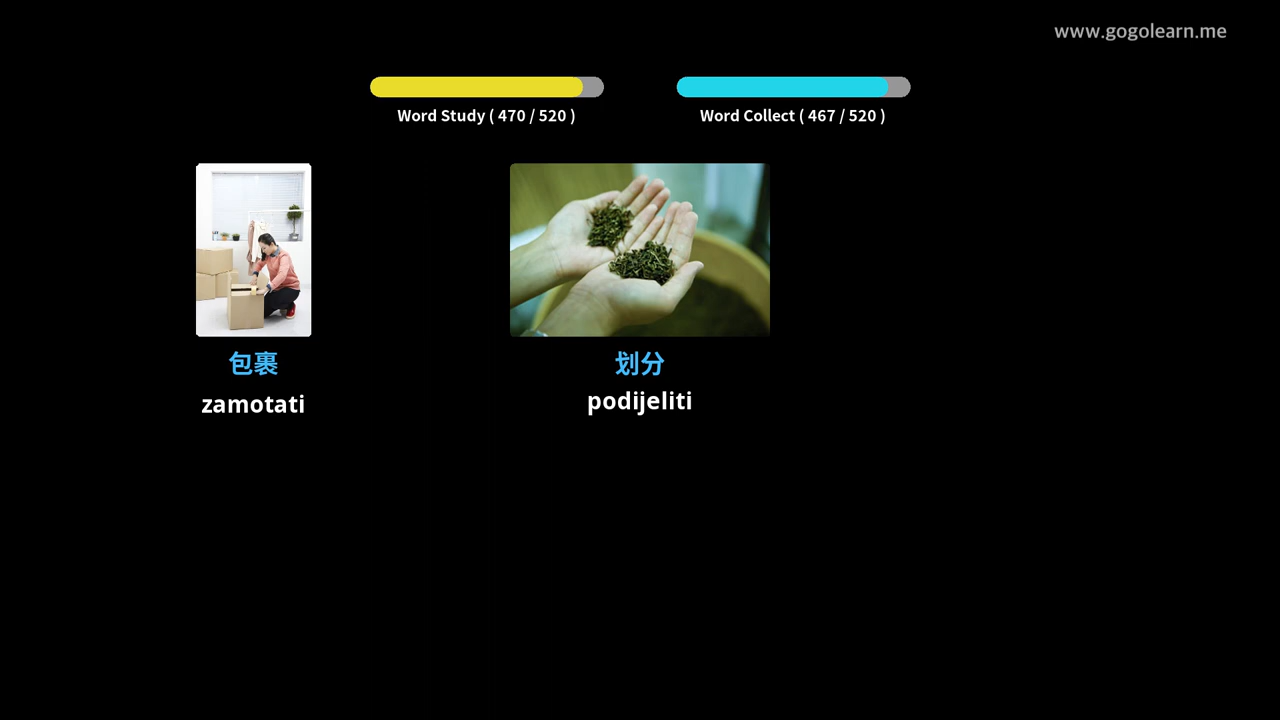 www.gogolearn.me
Word Study ( 470 / 520 )
Word Collect ( 467 / 520 )
包裹
zamotati
划分
podijeliti